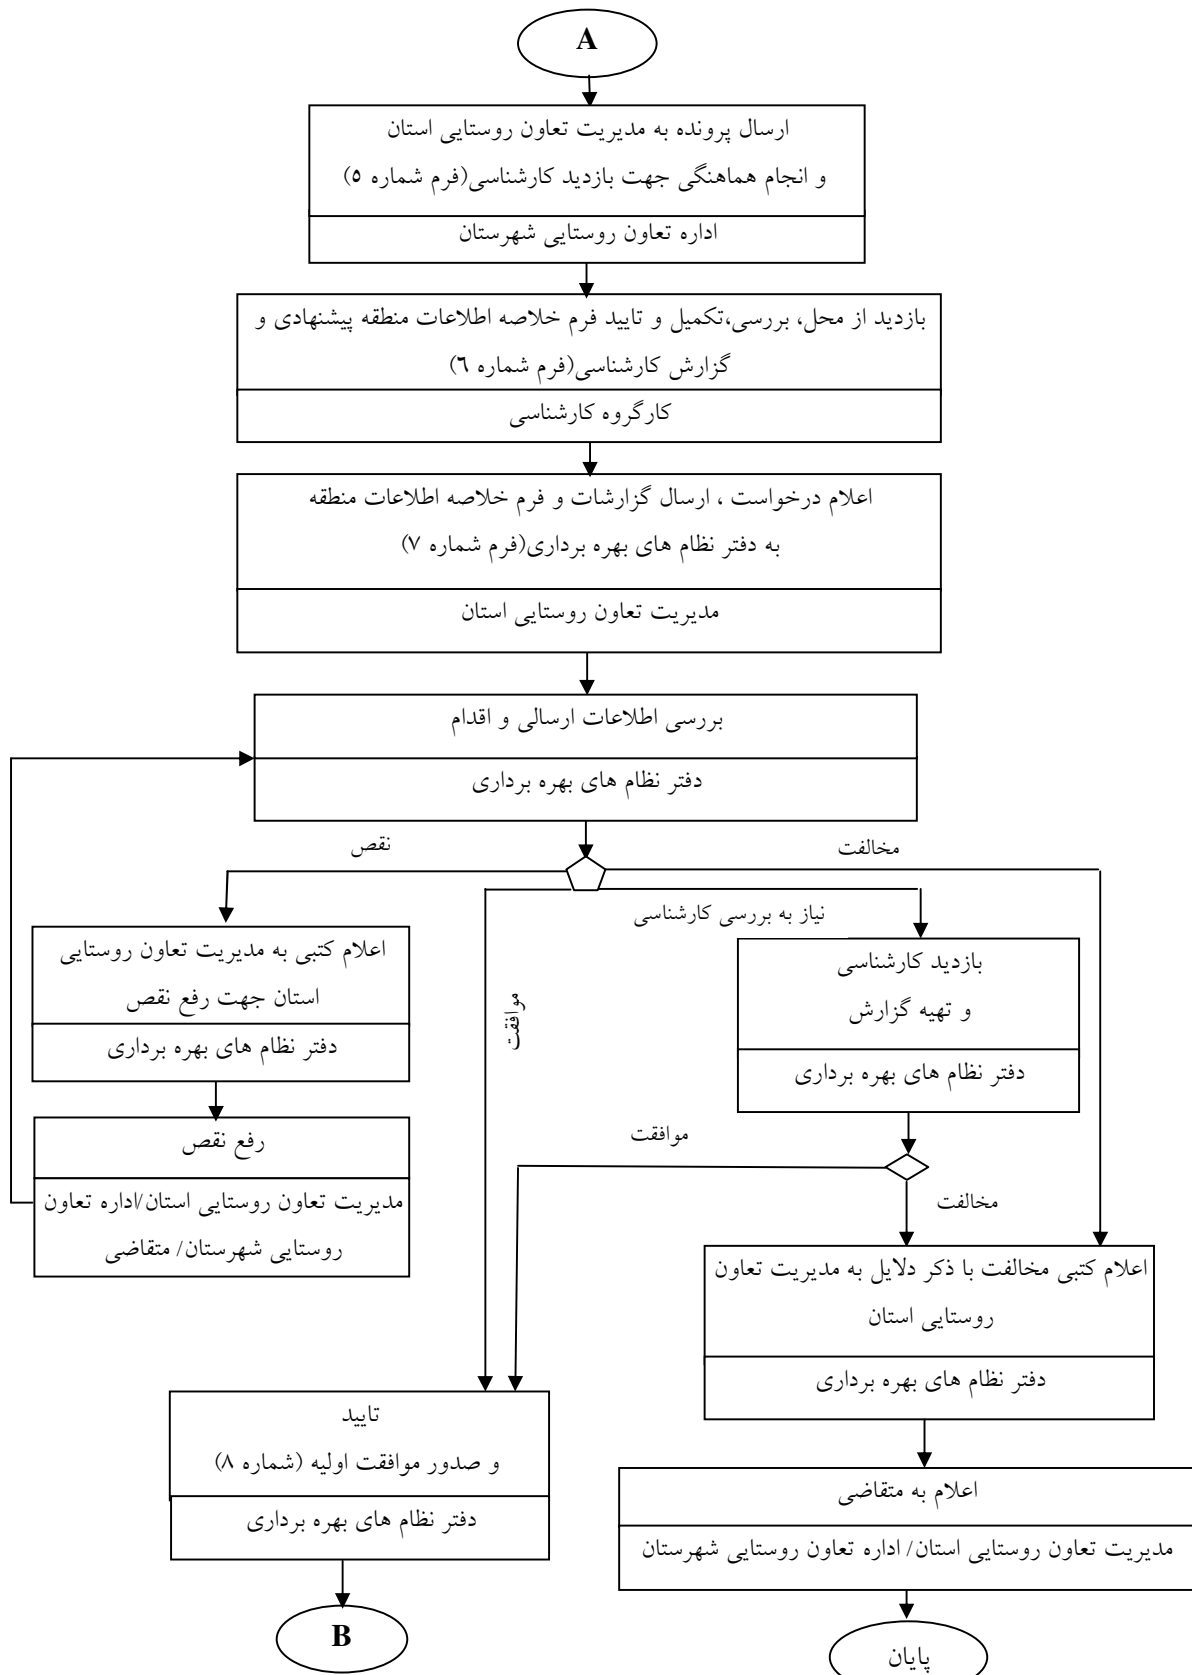 A
ارسال پرونده به مدیریت تعاون روستایی استان
و انجام هماهنگی جهت بازدید کارشناسی(فرم شماره ٥)
اداره تعاون روستایی شهرستان
بازدید از محل، بررسی،تکمیل و تایید فرم خلاصه اطلاعات منطقه پیشنهادی و
گزارش کارشناسی(فرم شماره ٦)
کارگروه کارشناسی
اعلام درخواست ، ارسال گزارشات و فرم خلاصه اطلاعات منطقه
به دفتر نظام های بهره برداری(فرم شماره ٧)
مدیریت تعاون روستایی استان
بررسی اطلاعات ارسالی و اقدام
دفتر نظام های بهره برداری
مخالفت
نقص
نیاز به بررسی کارشناسی
موافقت
اعلام کتبی به مدیریت تعاون روستایی
استان جهت رفع نقص
دفتر نظام های بهره برداری
رفع نقص
مدیریت تعاون روستایی استان/اداره تعاون
روستایی شهرستان/ متقاضی
بازدید کارشناسی
و تهیه گزارش
دفتر نظام های بهره برداری
موافقت
مخالفت
اعلام کتبی مخالفت با ذکر دلایل به مدیریت تعاون
روستایی استان
دفتر نظام های بهره برداری
تایید
و صدور موافقت اولیه (شماره ٨)
دفتر نظام های بهره برداری
اعلام به متقاضی
مدیریت تعاون روستایی استان/ اداره تعاون روستایی شهرستان
B
پایان